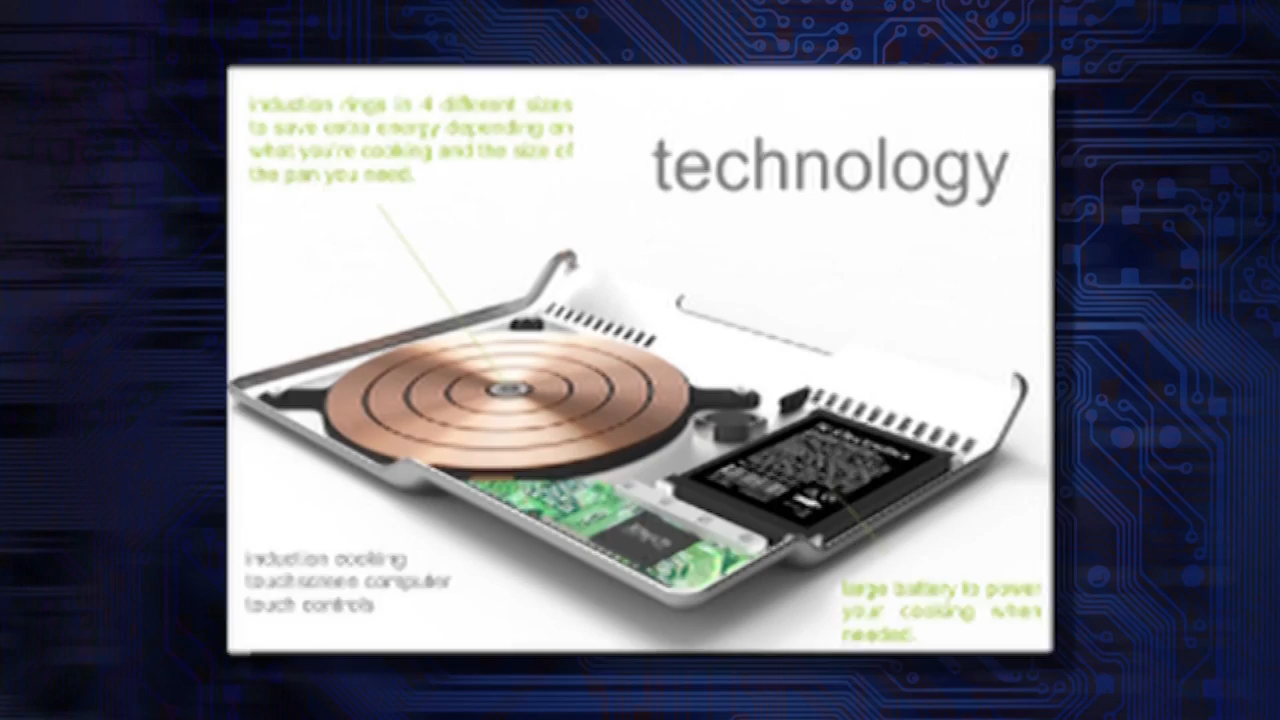 induction rings in 4 different sizes
to save extra energy depending on
what you're cooking and the size of
the pan you need.
technology
induction cooking
touchscreen computer
touch controls
large battery to power
your cooking when
needed.